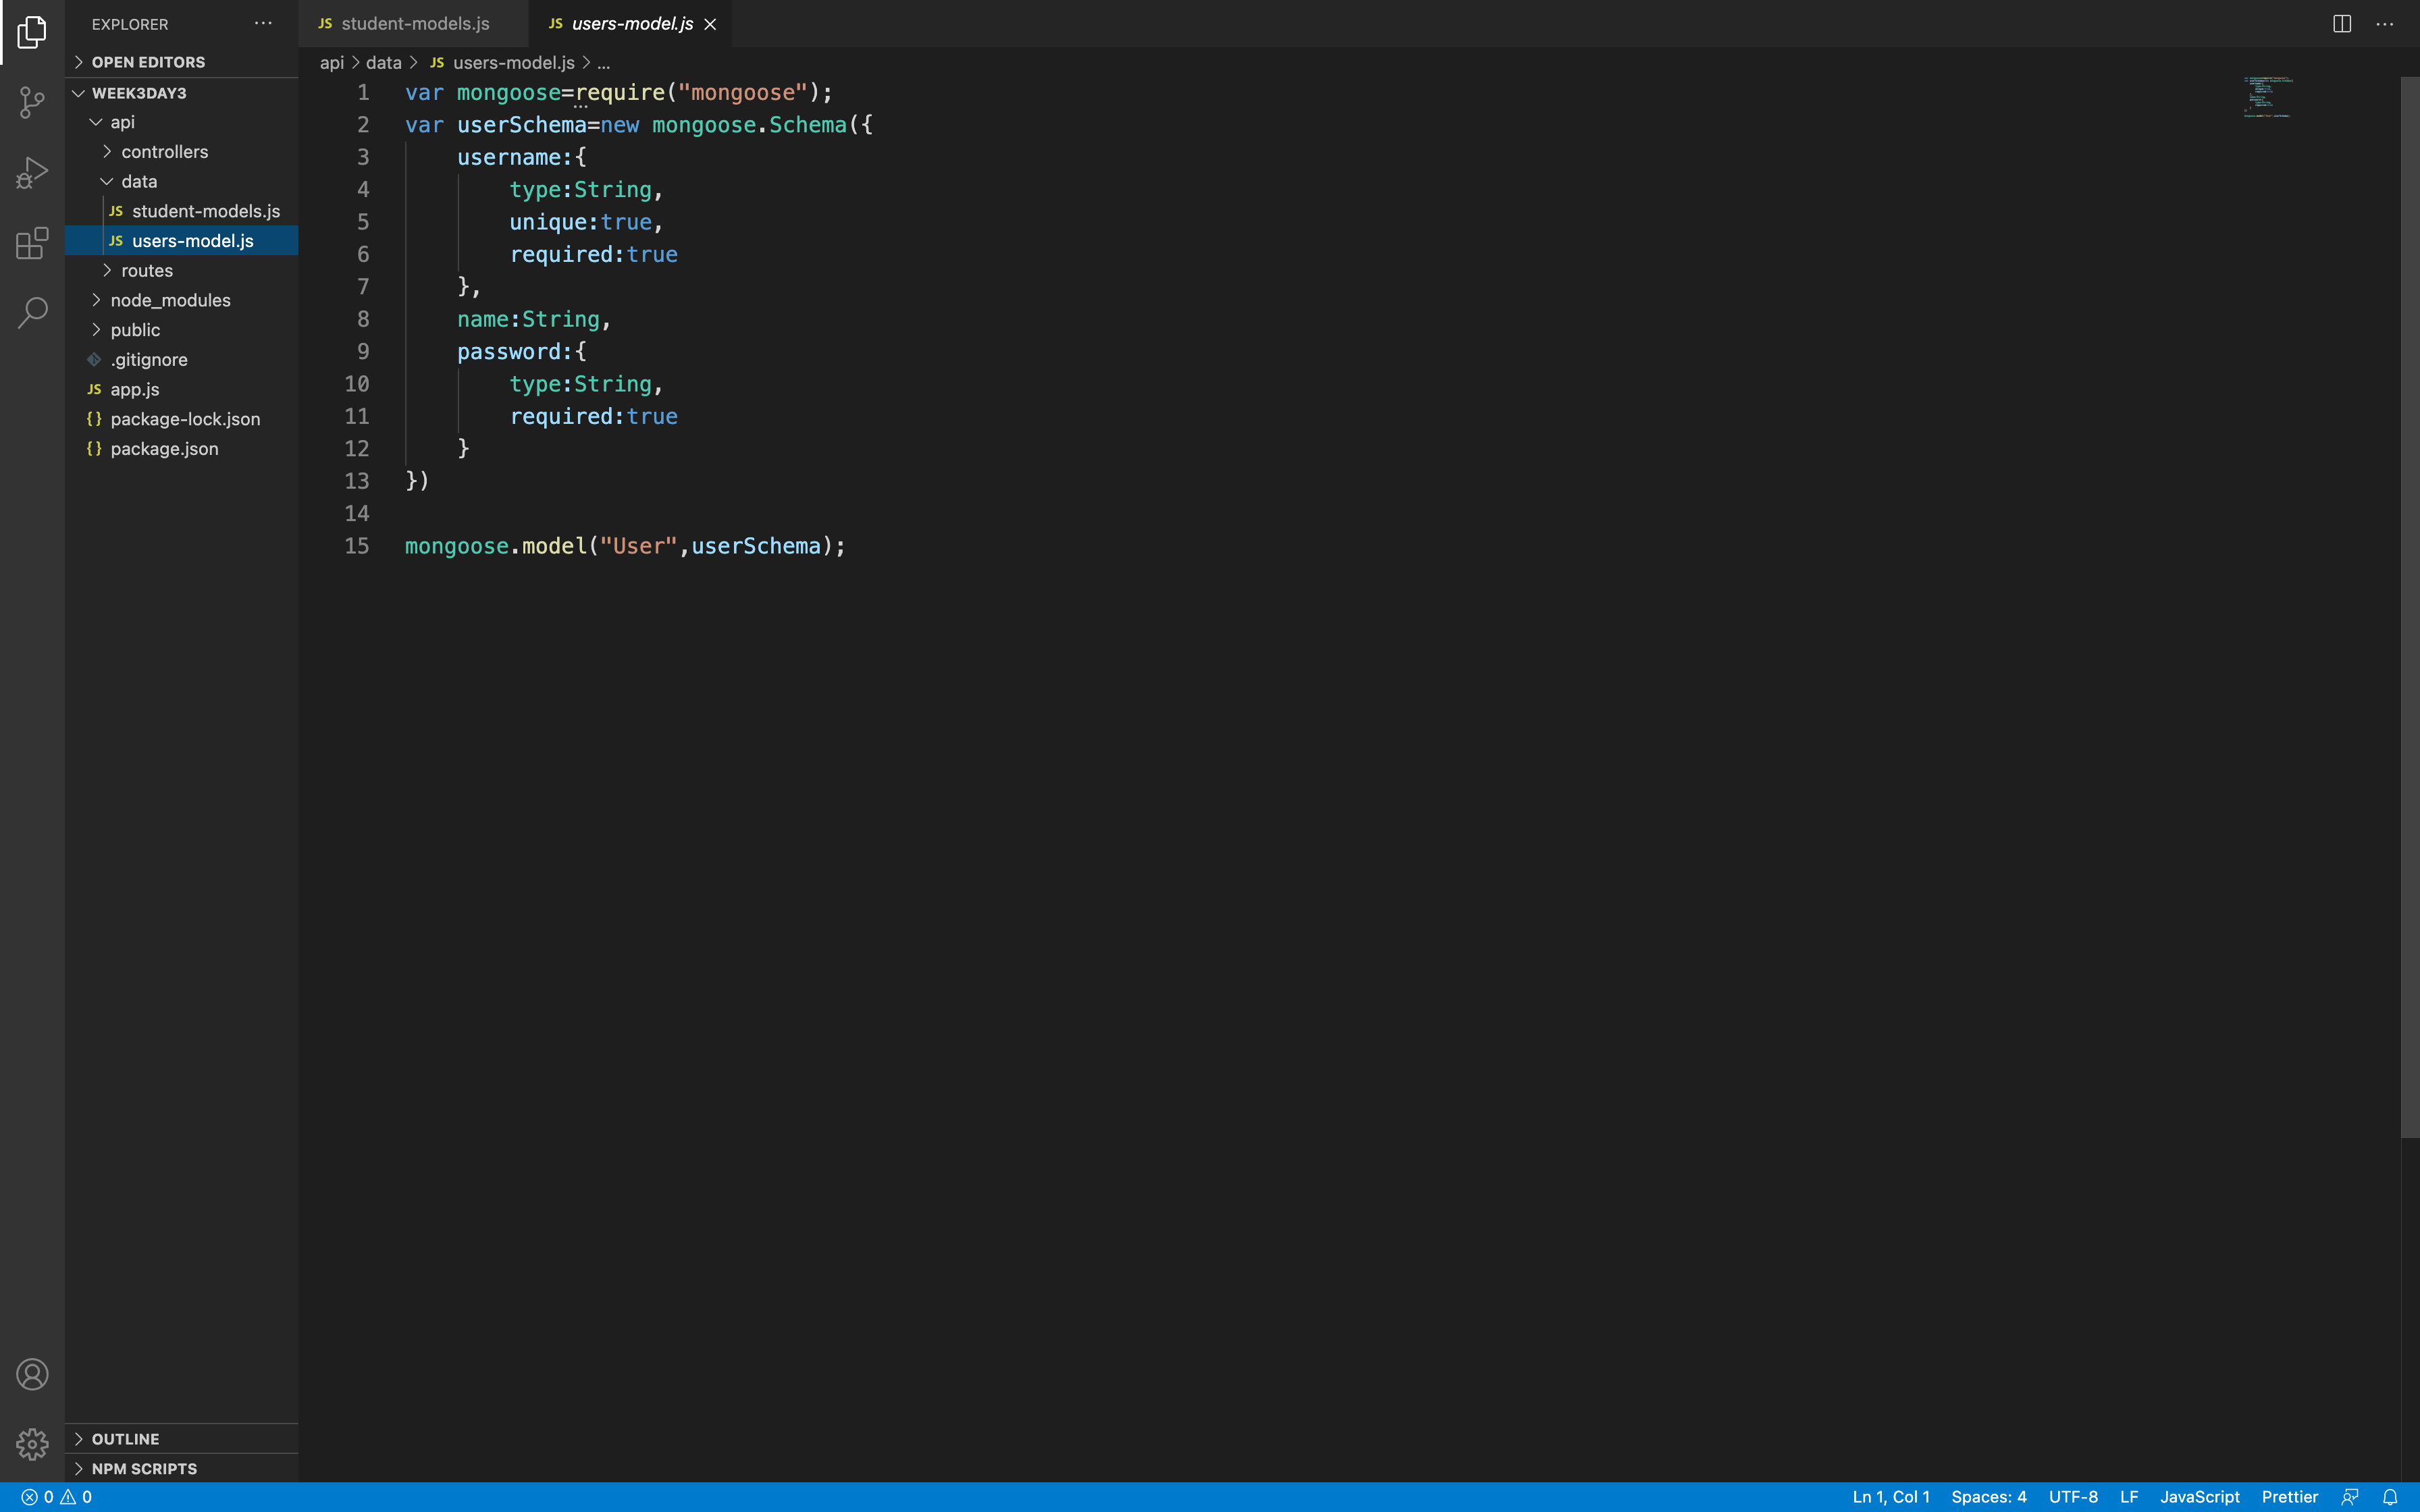 EXPLORER
OPEN EDITORS
WEEK3DAY3
api
controllers
data
JS student-models.js
JS users-model.js
routes
node_modules
public
.gitignore
JS app.js
{} package-lock.json
{} package.json
OUTLINE
NPM SCRIPTS
JS student-models.js
JS users-model.js
api > data > JS users-model.js > ...
1 var mongoose=require("mongoose");
2 var userSchema=new mongoose.Schema({
3     username:{
4         type:String,
5         unique:true,
6         required:true
7     },
8     name:String,
9     password:{
10         type:String,
11         required:true
12     }
13 })
14
15 mongoose.model("User",userSchema);
0 0
Ln 1, Col 1 Spaces: 4 UTF-8 LF JavaScript Prettier